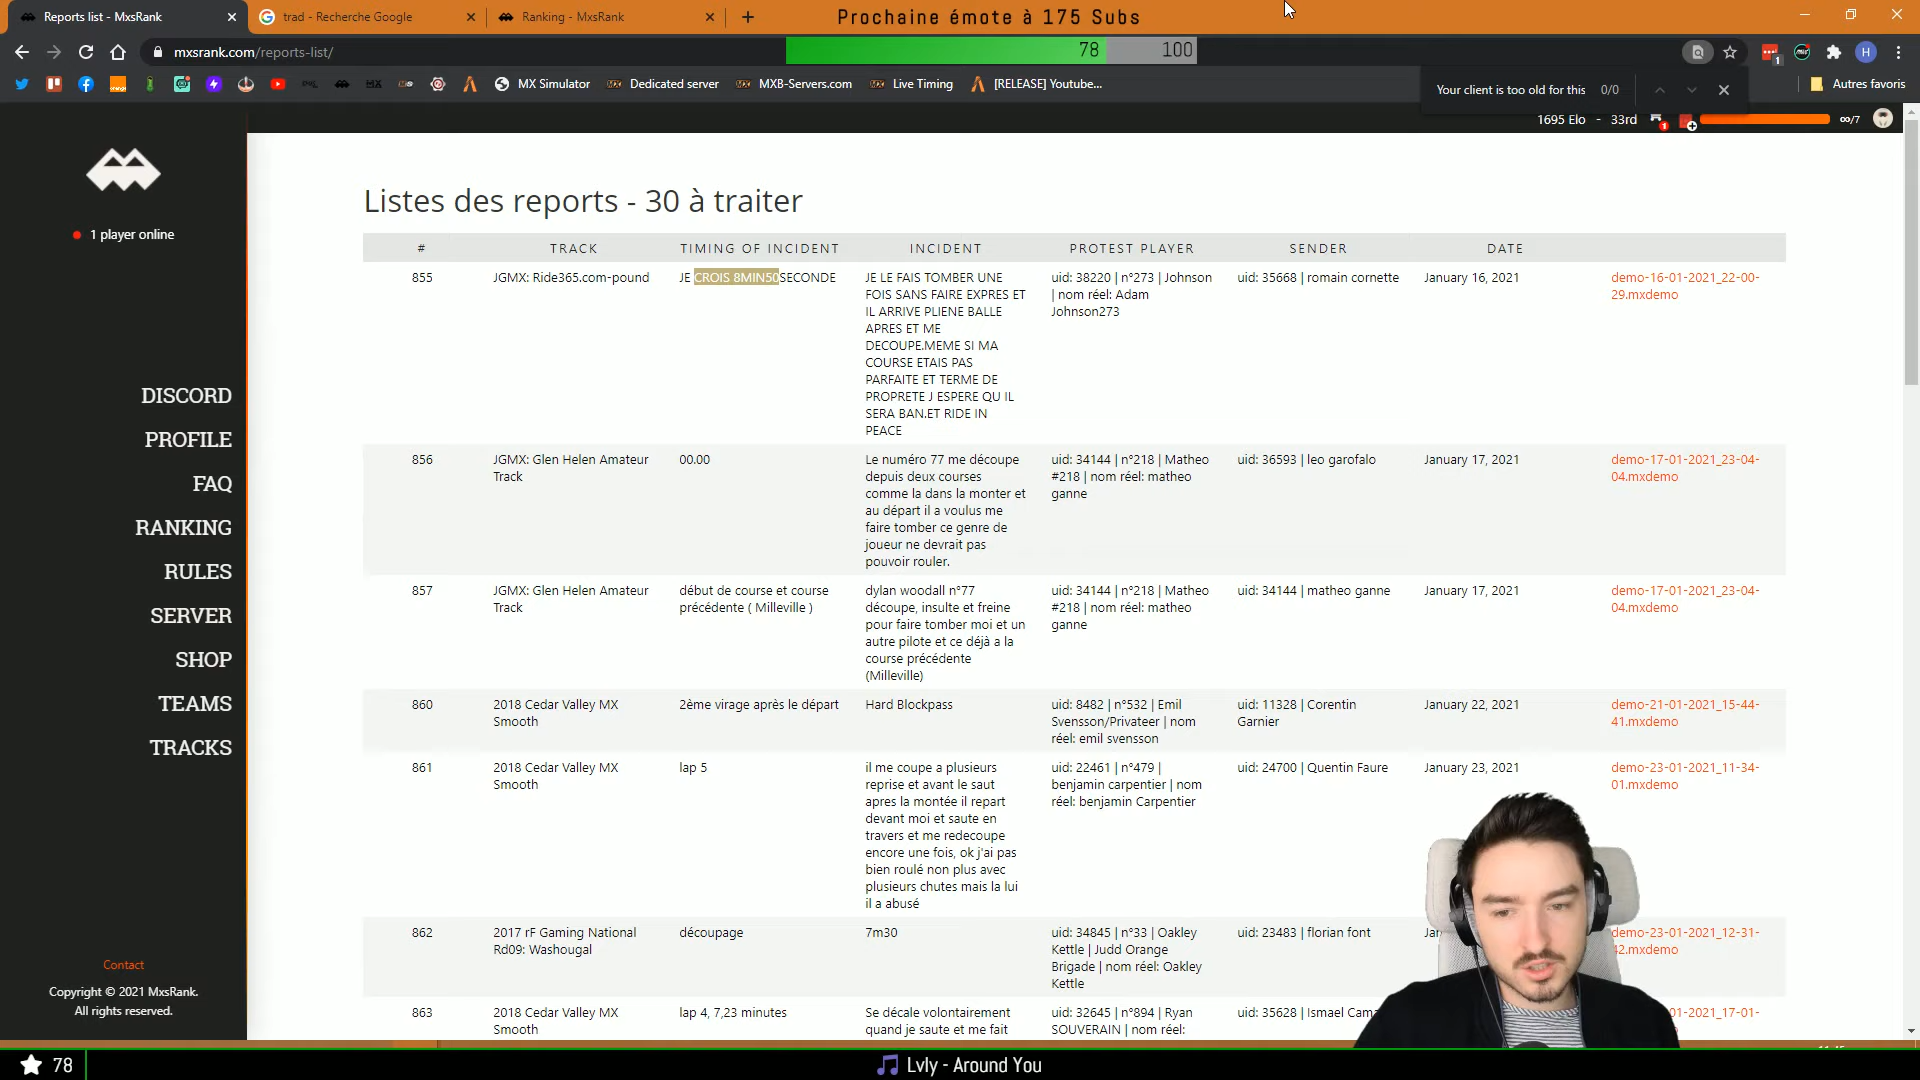 Reports list - MxsRank
trad - Recherche Google
Ranking - MxsRank
Prochaine émote à 175 Subs
mxsrank.com/reports-list/
78
100
MX Simulator
Dedicated server
MXB-Servers.com
Live Timing
[RELEASE] Youtube...
Autres favoris
Your client is too old for this 0/0
1695 Elo - 33rd
∞/7
1 player online
DISCORD
PROFILE
FAQ
RANKING
RULES
SERVER
SHOP
TEAMS
TRACKS
Contact
Copyright © 2021 MxsRank.
All rights reserved.
Listes des reports - 30 à traiter
# TRACK TIMING OF INCIDENT INCIDENT PROTEST PLAYER SENDER DATE
855
JGMX: Ride365.com-pound
JE CROIS 8MIN50SECONDE
JE LE FAIS TOMBER UNE
FOIS SANS FAIRE EXPRES ET
IL ARRIVE PLIENE BALLE
APRES ET ME
DECOUPE.MEME SI MA
COURSE ETAIS PAS
PARFAITE ET TERME DE
PROPRETE J ESPERE QU IL
SERA BAN.ET RIDE IN
PEACE
uid: 38220 | n°273 | Johnson
| nom réel: Adam
Johnson273
uid: 35668 | romain cornette
January 16, 2021
demo-16-01-2021_22-00-
29.mxdemo
856
JGMX: Glen Helen Amateur
Track
00.00
Le numéro 77 me découpe
depuis deux courses
comme la dans la monter et
au départ il a voulus me
faire tomber ce genre de
joueur ne devrait pas
pouvoir rouler.
uid: 34144 | n°218 | Matheo
#218 | nom réel: matheo
ganne
uid: 36593 | leo garofalo
January 17, 2021
demo-17-01-2021_23-04-
04.mxdemo
857
JGMX: Glen Helen Amateur
Track
début de course et course
précédente ( Milleville )
dylan woodall n°77
découpe, insulte et freine
pour faire tomber moi et un
autre pilote et ce déjà a la
course précédente
(Milleville)
uid: 34144 | n°218 | Matheo
#218 | nom réel: matheo
ganne
uid: 34144 | matheo ganne
January 17, 2021
demo-17-01-2021_23-04-
04.mxdemo
860
2018 Cedar Valley MX
Smooth
2ème virage après le départ
Hard Blockpass
uid: 8482 | n°532 | Emil
Svensson/Privateer | nom
réel: emil svensson
uid: 11328 | Corentin
Garnier
January 22, 2021
demo-21-01-2021_15-44-
41.mxdemo
861
2018 Cedar Valley MX
Smooth
lap 5
il me coupe a plusieurs
reprise et avant le saut
apres la montée il repart
devant moi et saute en
travers et me redecoupe
encore une fois, ok j'ai pas
bien roulé non plus avec
plusieurs chutes mais la lui
il a abusé
uid: 22461 | n°479 |
benjamin carpentier | nom
réel: benjamin Carpentier
uid: 24700 | Quentin Faure
January 23, 2021
demo-23-01-2021_11-34-
01.mxdemo
862
2017 rF Gaming National
Rd09: Washougal
découpage
7m30
uid: 34845 | n°33 | Oakley
Kettle | Judd Orange
Brigade | nom réel: Oakley
Kettle
uid: 23483 | florian font
demo-23-01-2021_12-31-
42.mxdemo
863
2018 Cedar Valley MX
Smooth
lap 4, 7,23 minutes
Se décale volontairement
quand je saute et me fait
uid: 32645 | n°894 | Ryan
SOUVERAIN | nom réel:
uid: 35628 | Ismael Cam
-01-2021_17-01-
78
Lvly - Around You